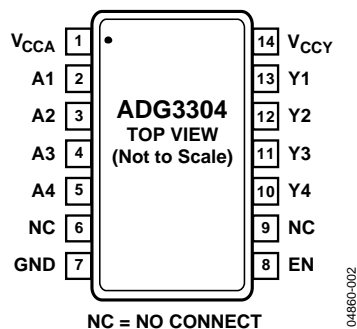 VCCA 1 14 VCCY
A1 2 13 Y1
A2 3 ADG3304 12 Y2
TOP VIEW
A3 4 (Not to Scale) 11 Y3
A4 5 10 Y4
NC 6 9 NC
GND 7 8 EN
NC = NO CONNECT
04860-002